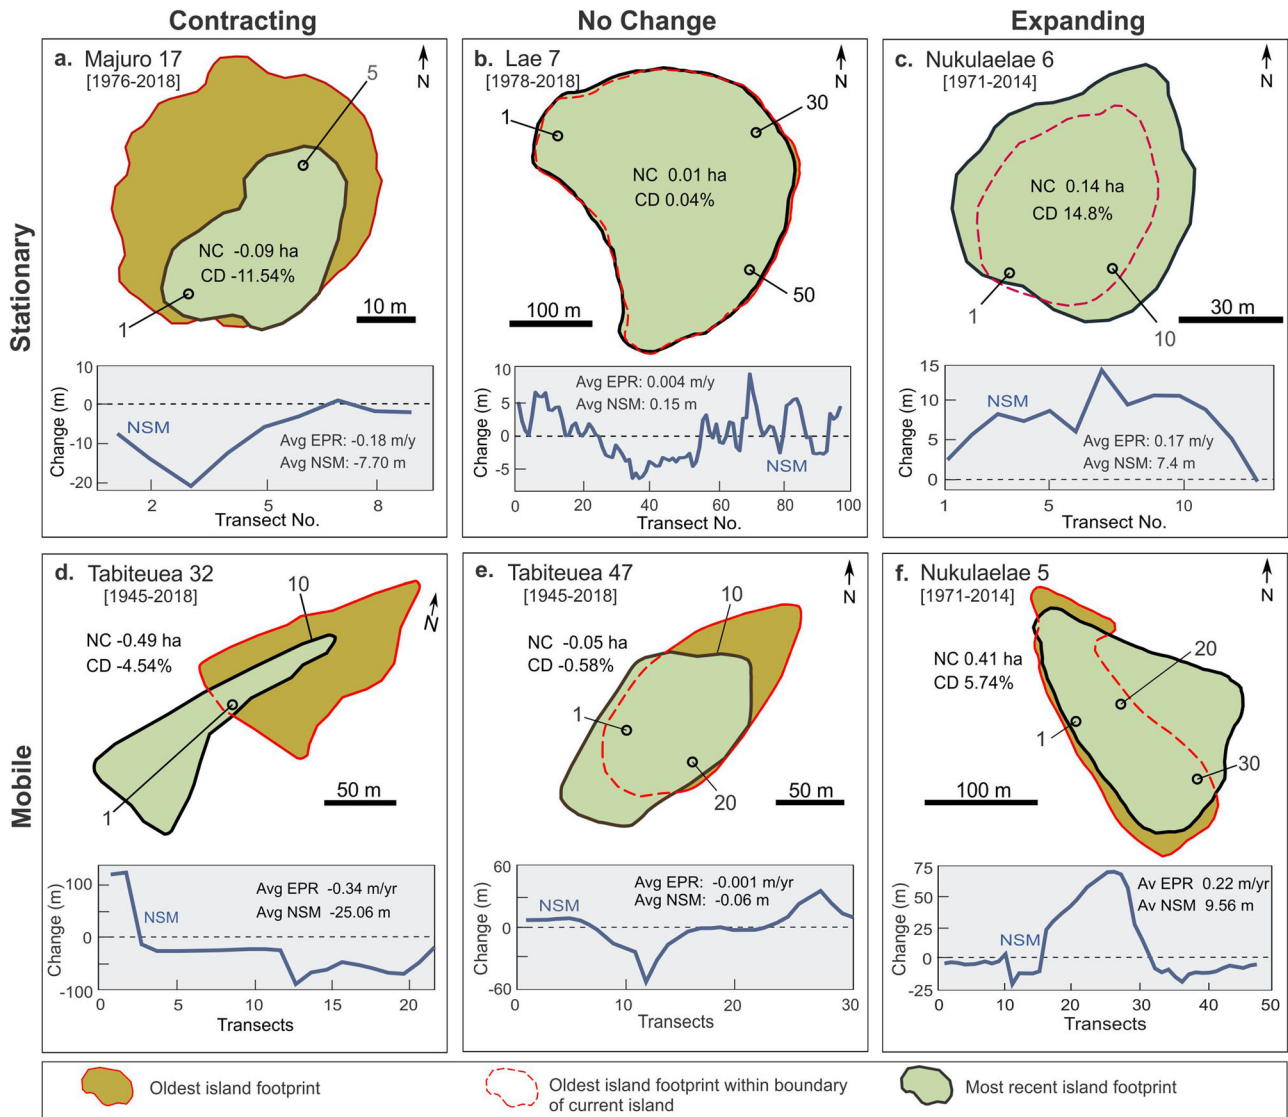 Contracting
No Change
Expanding
Stationary
Mobile
a. Majuro 17
[1976-2018]
N
5
NC -0.09 ha
CD -11.54%
1
10 m
10
0
-10
-20
Change (m)
NSM
Avg EPR: -0.18 m/y
Avg NSM: -7.70 m
2
5
8
Transect No.
b. Lae 7
[1978-2018]
N
1
30
NC 0.01 ha
CD 0.04%
50
100 m
10
5
0
-5
Change (m)
Avg EPR: 0.004 m/y
Avg NSM: 0.15 m
NSM
0
20
40
60
80
100
Transect No.
c. Nukulaelae 6
[1971-2014]
N
NC 0.14 ha
CD 14.8%
1
10
30 m
15
10
5
0
Change (m)
NSM
Avg EPR: 0.17 m/y
Avg NSM: 7.4 m
1
5
10
Transect No.
d. Tabiteuea 32
[1945-2018]
N
10
NC -0.49 ha
CD -4.54%
1
50 m
100
0
-100
Change (m)
NSM
Avg EPR -0.34 m/yr
Avg NSM -25.06 m
0
5
10
15
20
Transects
e. Tabiteuea 47
[1945-2018]
N
10
NC -0.05 ha
CD -0.58%
1
20
50 m
60
0
-60
Change (m)
NSM
Avg EPR: -0.001 m/yr
Avg NSM: -0.06 m
0
10
20
30
Transects
f. Nukulaelae 5
[1971-2014]
N
NC 0.41 ha
CD 5.74%
20
1
30
100 m
75
50
25
0
-25
Change (m)
NSM
Av EPR 0.22 m/yr
Av NSM 9.56 m
0
10
20
30
40
50
Transects
Oldest island footprint
Oldest island footprint within boundary
of current island
Most recent island footprint